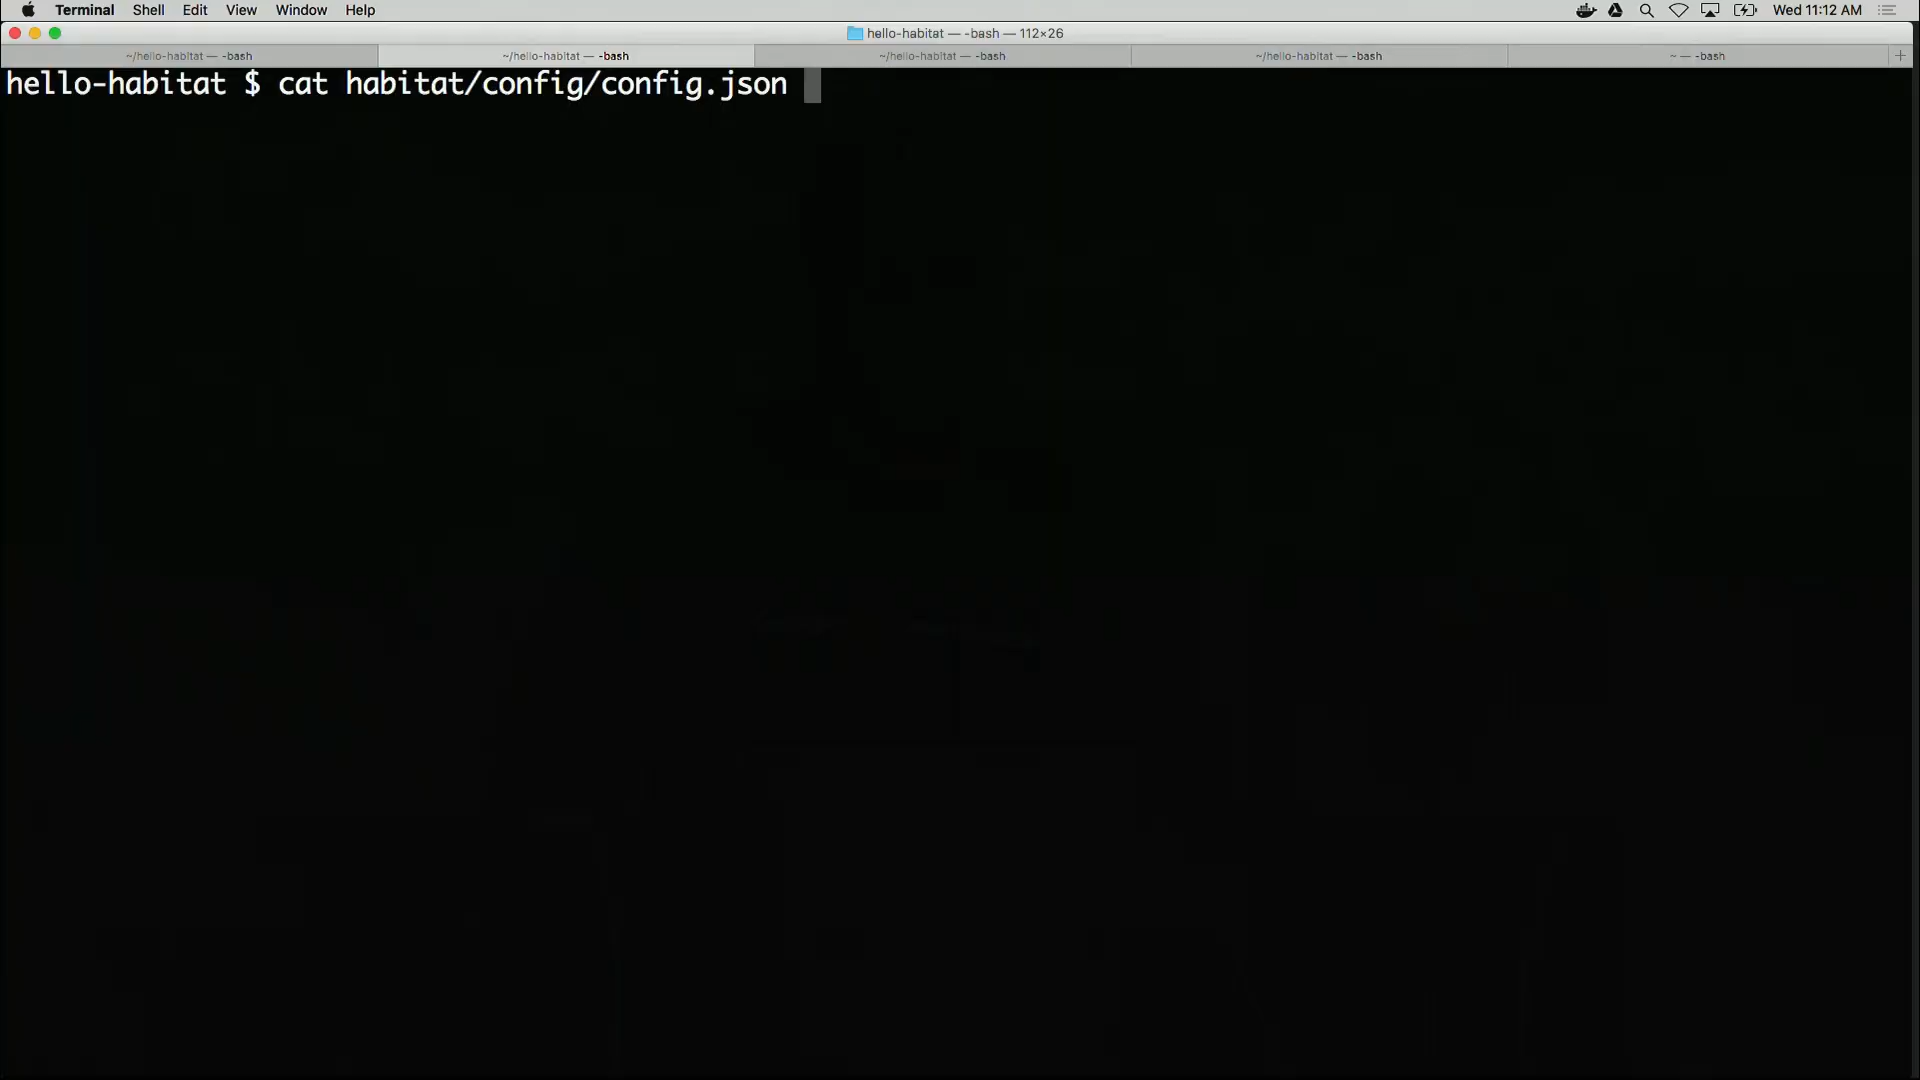 Terminal Shell Edit View Window Help Wed 11:12 AM
hello-habitat — -bash — 112×26
~/hello-habitat — -bash ~/hello-habitat — -bash ~/hello-habitat — -bash ~/hello-habitat — -bash ~ — -bash +
hello-habitat $ cat habitat/config/config.json